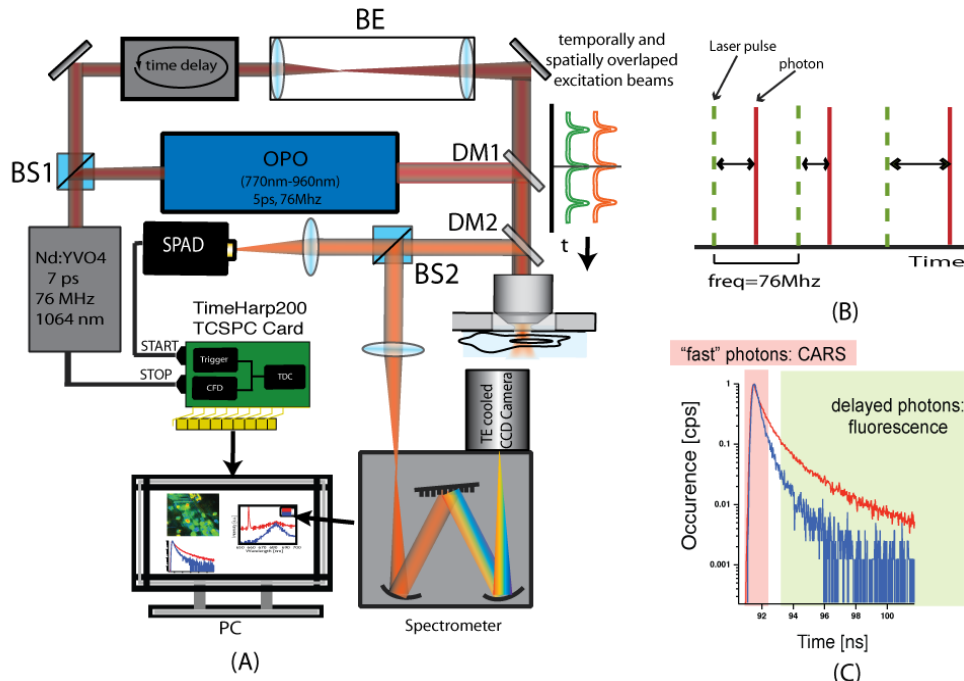 BE
time delay
temporally and
spatially overlaped
excitation beams
BS1
OPO
(770nm-960nm)
5ps, 76Mhz
DM1
DM2
t
SPAD
BS2
Nd:YVO4
7 ps
76 MHz
1064 nm
TimeHarp200
TCSPC Card
START
STOP
Trigger
CFD
TDC
TE cooled
CCD Camera
PC
Spectrometer
(A)
Laser pulse
photon
Time
freq=76Mhz
(B)
"fast" photons: CARS
delayed photons:
fluorescence
Occurence [cps]
1
0.1
0.01
0.001
92
94
96
98
100
Time [ns]
(C)